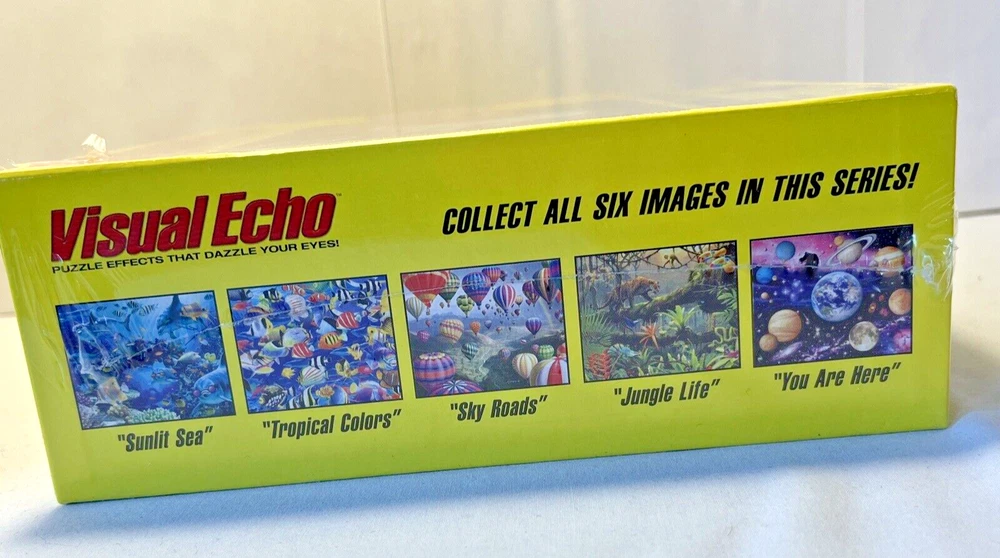 Visual Echo™
PUZZLE EFFECTS THAT DAZZLE YOUR EYES!
COLLECT ALL SIX IMAGES IN THIS SERIES!
"Sunlit Sea"
"Tropical Colors"
"Sky Roads"
"Jungle Life"
"You Are Here"